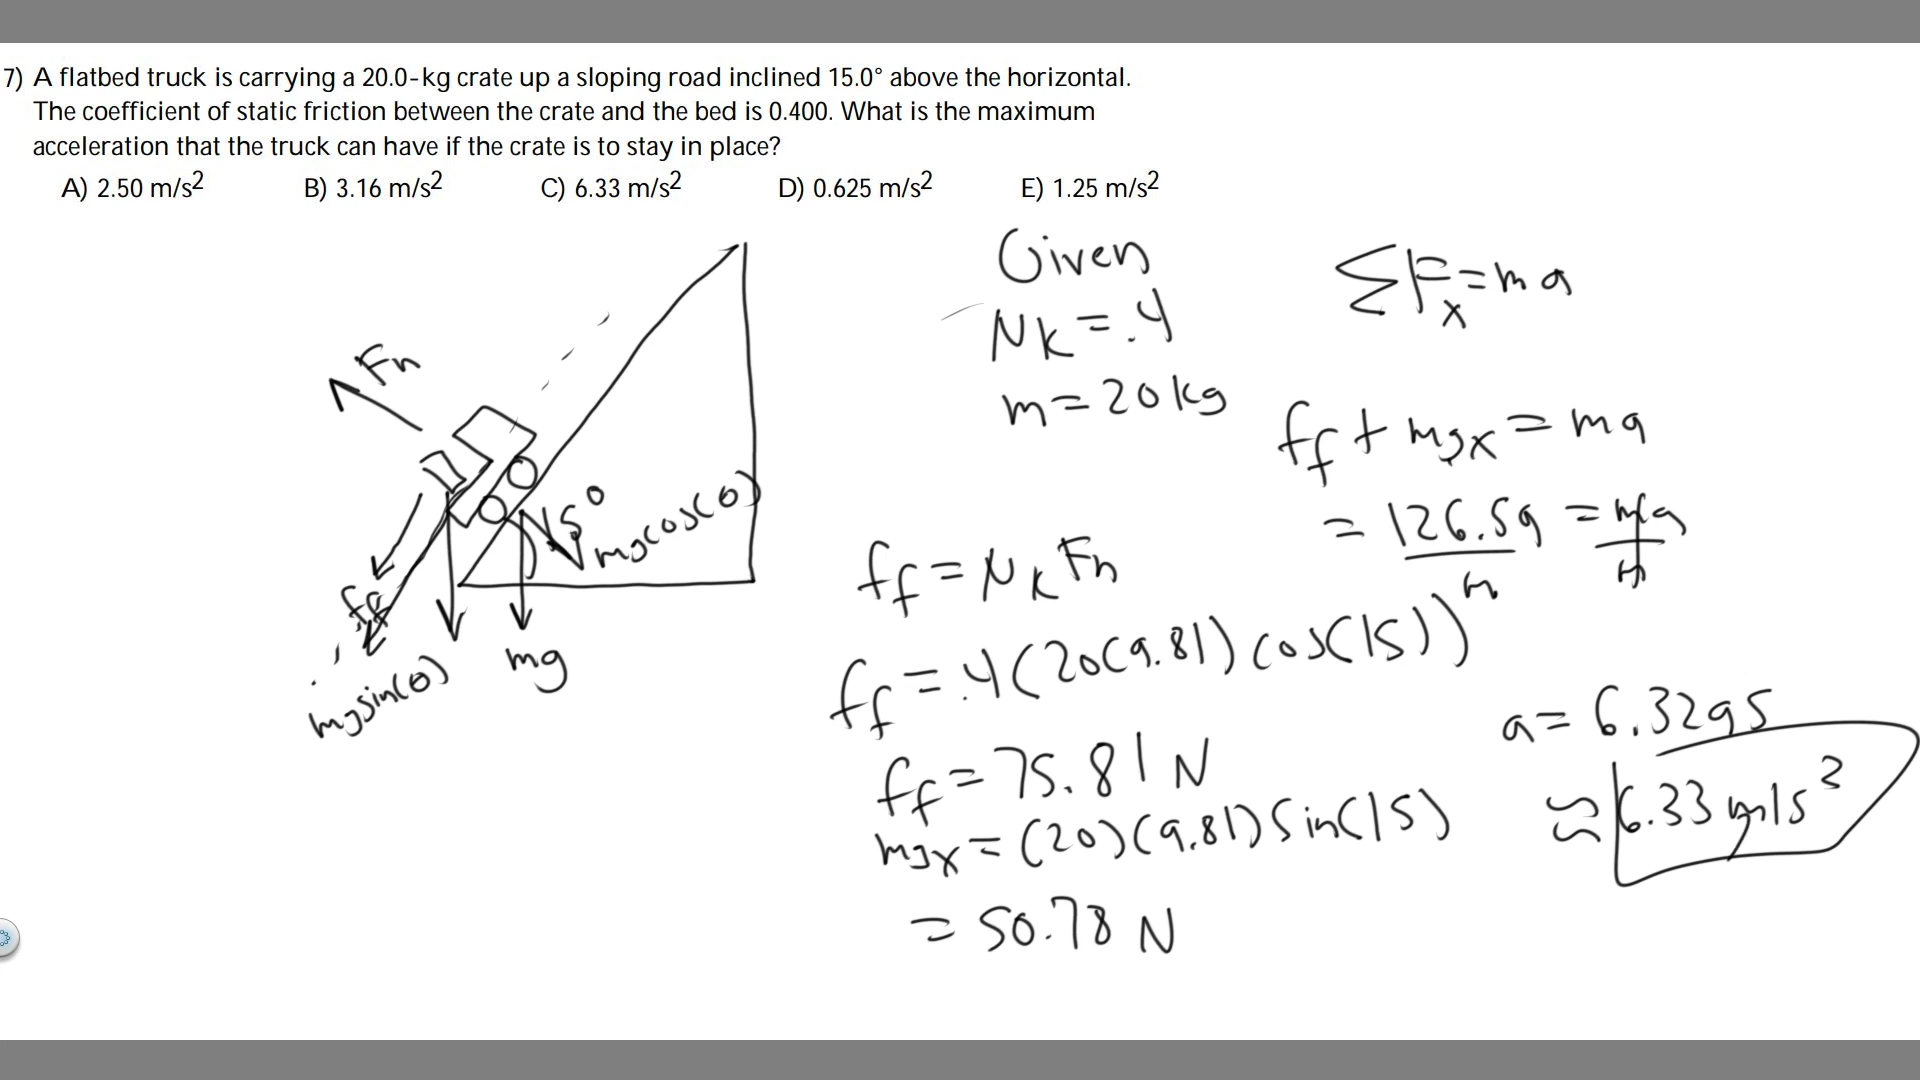 7) A flatbed truck is carrying a 20.0-kg crate up a sloping road inclined 15.0° above the horizontal.
The coefficient of static friction between the crate and the bed is 0.400. What is the maximum
acceleration that the truck can have if the crate is to stay in place?
A) 2.50 m/s2 B) 3.16 m/s2 C) 6.33 m/s2 D) 0.625 m/s2 E) 1.25 m/s2
Given
Nk = .4
m = 20 kg
ΣFx = ma
ff + mgx = ma
= 126.59 = ma
m m
Fn
15°
mgcos(θ)
ff
mgsin(θ)
mg
ff = Nk Fn
ff = .4(20(9.81)cos(15))
ff = 75.81 N
mgx = (20)(9.81)sin(15)
= 50.78 N
a = 6.3295
≈ 6.33 m/s²